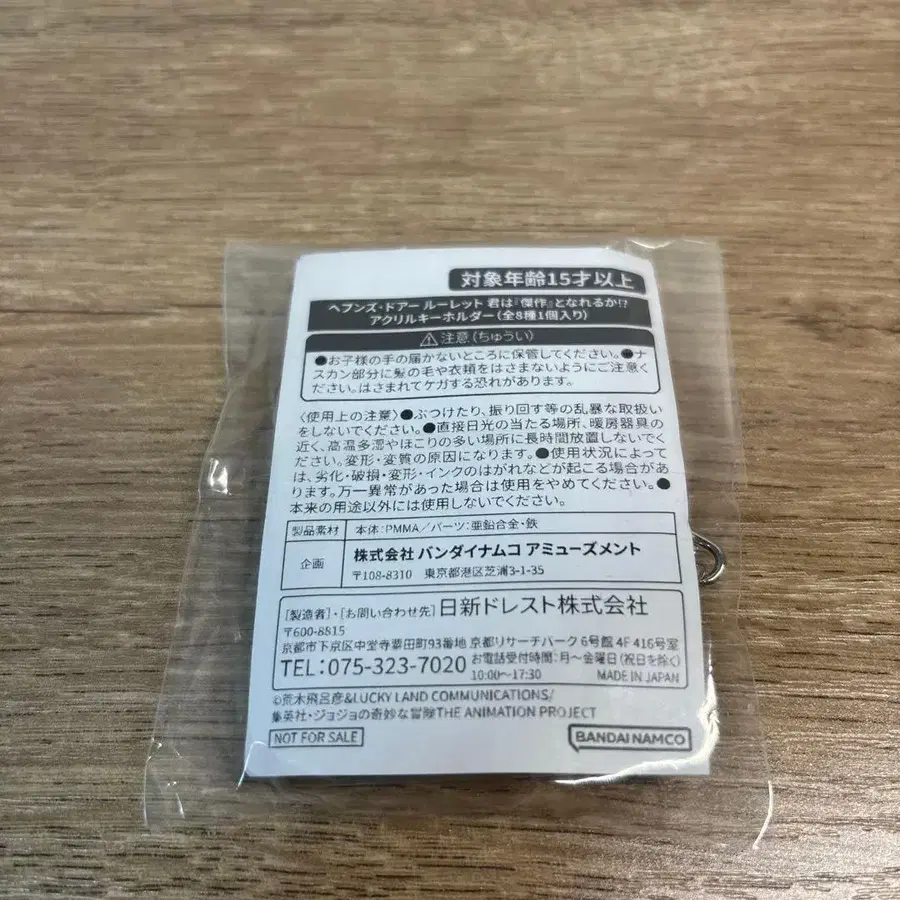 対象年齢15才以上
ヘブンズ・ドアー ルーレット 君は『傑作』となれるか!?
アクリルキーホルダー(全8種1個入り)
⚠注意(ちゅうい)
●お子様の手の届かないところに保管してください。●ナ
スカン部分に髪の毛や衣類をはさまないようにご注意く
ださい。はさまれてケガする恐れがあります。
〈使用上の注意〉●ぶつけたり、振り回す等の乱暴な取扱い
をしないでください。●直接日光の当たる場所、暖房器具の
近く、高温多湿やほこりの多い場所に長時間放置しないでく
ださい。変形・変質の原因になります。●使用状況によって
は、劣化・破損・変形・インクのはがれなどが起こる場合があ
ります。万一異常があった場合は使用をやめてください。●
本来の用途以外には使用しないでください。
製品素材 本体:PMMA/パーツ:亜鉛合金・鉄
企画 株式会社 バンダイナムコ アミューズメント
〒108-8310 東京都港区芝浦3-1-35
[製造者]・[お問い合わせ先] 日新ドレスト株式会社
〒600-8815
京都市下京区中堂寺粟田町93番地 京都リサーチパーク 6号館 4F 416号室
TEL:075-323-7020 お電話受付時間:月〜金曜日(祝日を除く)
10:00〜17:30 MADE IN JAPAN
©荒木飛呂彦&LUCKY LAND COMMUNICATIONS/
集英社・ジョジョの奇妙な冒険THE ANIMATION PROJECT
NOT FOR SALE
BANDAI NAMCO